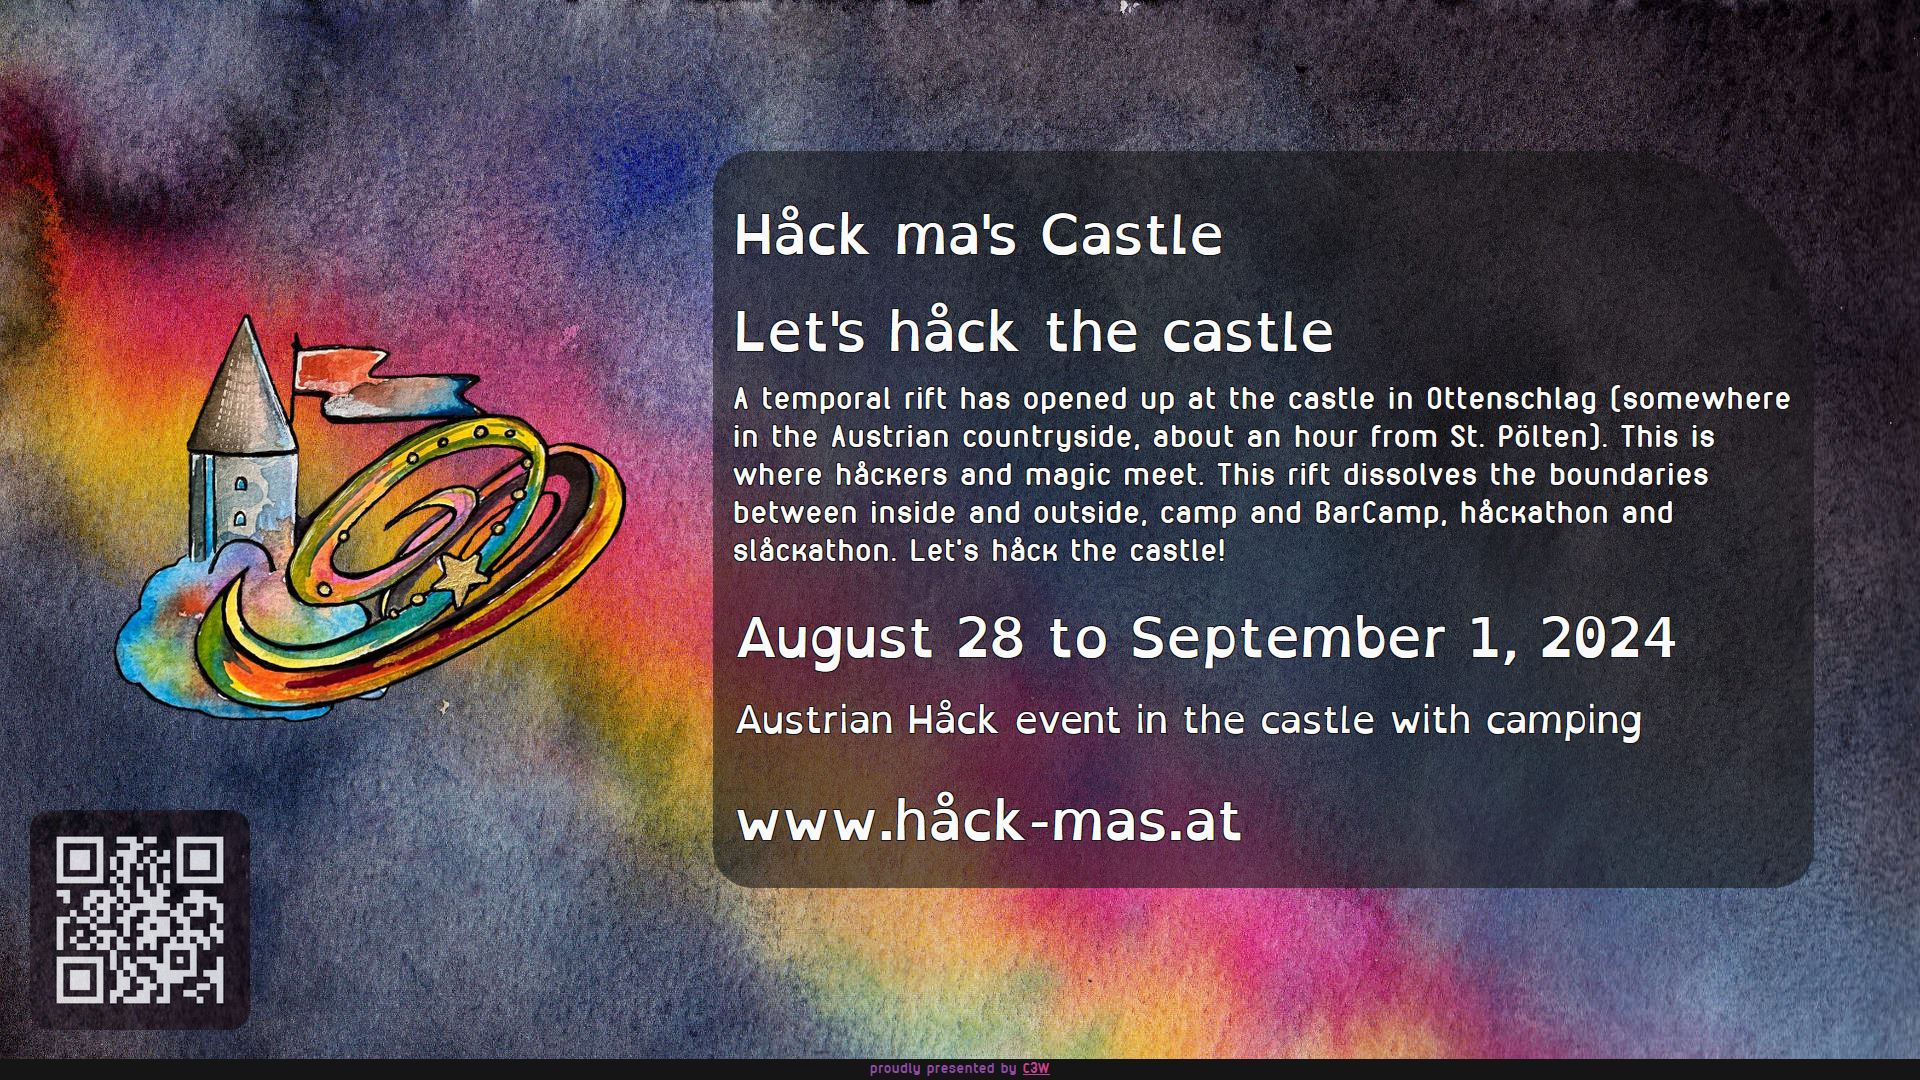 Håck ma's Castle
Let's håck the castle
A temporal rift has opened up at the castle in Ottenschlag (somewhere
in the Austrian countryside, about an hour from St. Pölten). This is
where håckers and magic meet. This rift dissolves the boundaries
between inside and outside, camp and BarCamp, håckathon and
slåckathon. Let's håck the castle!
August 28 to September 1, 2024
Austrian Håck event in the castle with camping
www.håck-mas.at
proudly presented by C3W